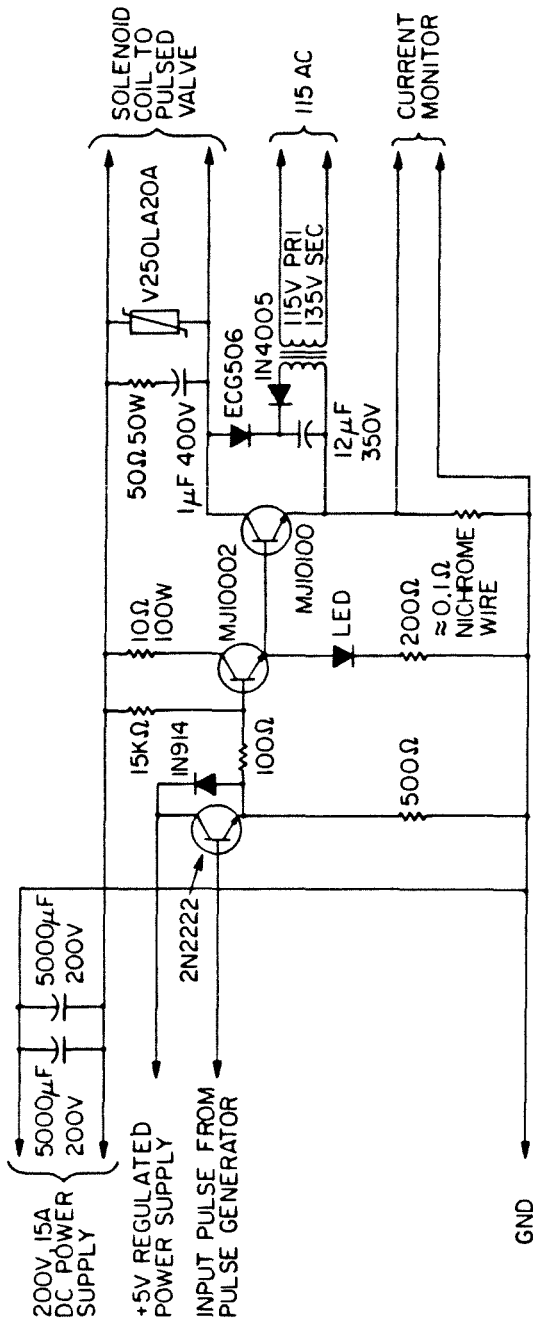 200V 15A
DC POWER
SUPPLY
5000μF
200V
5000μF
200V
+5V REGULATED
POWER SUPPLY
INPUT PULSE FROM
PULSE GENERATOR
2N2222
GND
15KΩ
1N914
100Ω
500Ω
10Ω
100W
MJ10002
LED
200Ω
MJ10100
≈0.1Ω
NICHROME
WIRE
50Ω 50W
1μF 400V
ECG506
1N4005
12μF
350V
115V PRI
135V SEC
V250LA20A
SOLENOID
COIL TO
PULSED
VALVE
115 AC
CURRENT
MONITOR